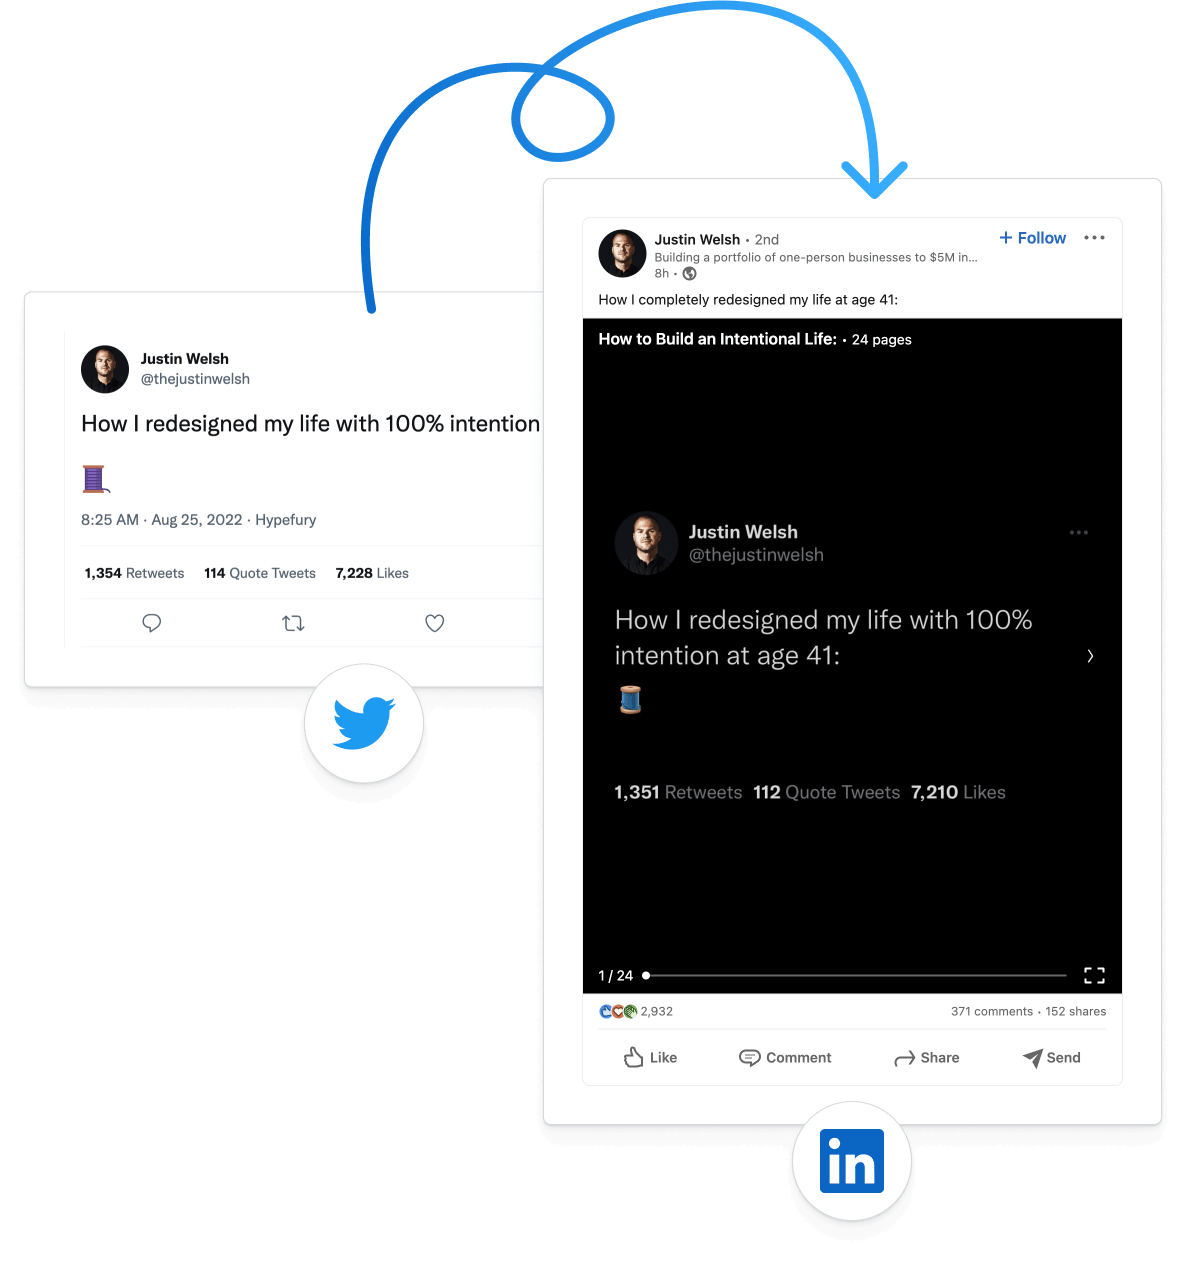 Justin Welsh
@thejustinwelsh
How I redesigned my life with 100% intention
8:25 AM · Aug 25, 2022 · Hypefury
1,354 Retweets 114 Quote Tweets 7,228 Likes
Justin Welsh • 2nd
+ Follow
Building a portfolio of one-person businesses to $5M in...
8h •
How I completely redesigned my life at age 41:
How to Build an Intentional Life: • 24 pages
Justin Welsh
@thejustinwelsh
How I redesigned my life with 100%
intention at age 41:
1,351 Retweets 112 Quote Tweets 7,210 Likes
1 / 24
2,932
371 comments • 152 shares
Like Comment Share Send
in